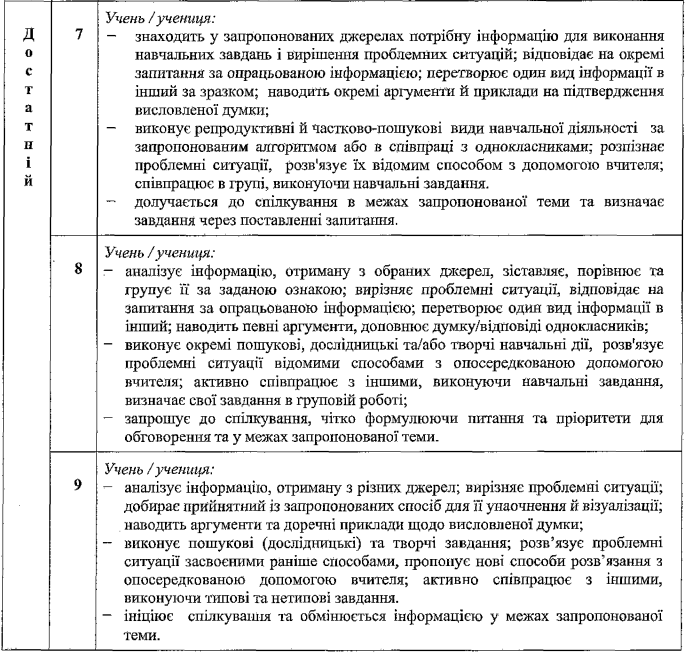 Достатній
7
Учень / учениця:
– знаходить у запропонованих джерелах потрібну інформацію для виконання
навчальних завдань і вирішення проблемних ситуацій; відповідає на окремі
запитання за опрацьованою інформацією; перетворює один вид інформації в
інший за зразком; наводить окремі аргументи й приклади на підтвердження
висловленої думки;
– виконує репродуктивні й частково-пошукові види навчальної діяльності за
запропонованим алгоритмом або в співпраці з однокласниками; розпізнає
проблемні ситуації, розв'язує їх відомим способом з допомогою вчителя;
співпрацює в групі, виконуючи навчальні завдання.
– долучається до спілкування в межах запропонованої теми та визначає
завдання через поставленні запитання.
8
Учень / учениця:
– аналізує інформацію, отриману з обраних джерел, зіставляє, порівнює та
групує її за заданою ознакою; вирізняє проблемні ситуації, відповідає на
запитання за опрацьованою інформацією; перетворює один вид інформації в
інший; наводить певні аргументи, доповнює думку/відповіді однокласників;
– виконує окремі пошукові, дослідницькі та/або творчі навчальні дії, розв'язує
проблемні ситуації відомими способами з опосередкованою допомогою
вчителя; активно співпрацює з іншими, виконуючи навчальні завдання,
визначає свої завдання в груповій роботі;
– запрошує до спілкування, чітко формулюючи питання та пріоритети для
обговорення та у межах запропонованої теми.
9
Учень / учениця:
– аналізує інформацію, отриману з різних джерел; вирізняє проблемні ситуації;
добирає прийнятний із запропонованих спосіб для її унаочнення й візуалізації;
наводить аргументи та доречні приклади щодо висловленої думки;
– виконує пошукові (дослідницькі) та творчі завдання; розв’язує проблемні
ситуації засвоєними раніше способами, пропонує нові способи розв’язання з
опосередкованою допомогою вчителя; активно співпрацює з іншими,
виконуючи типові та нетипові завдання.
– ініціює спілкування та обмінюється інформацією у межах запропонованої
теми.